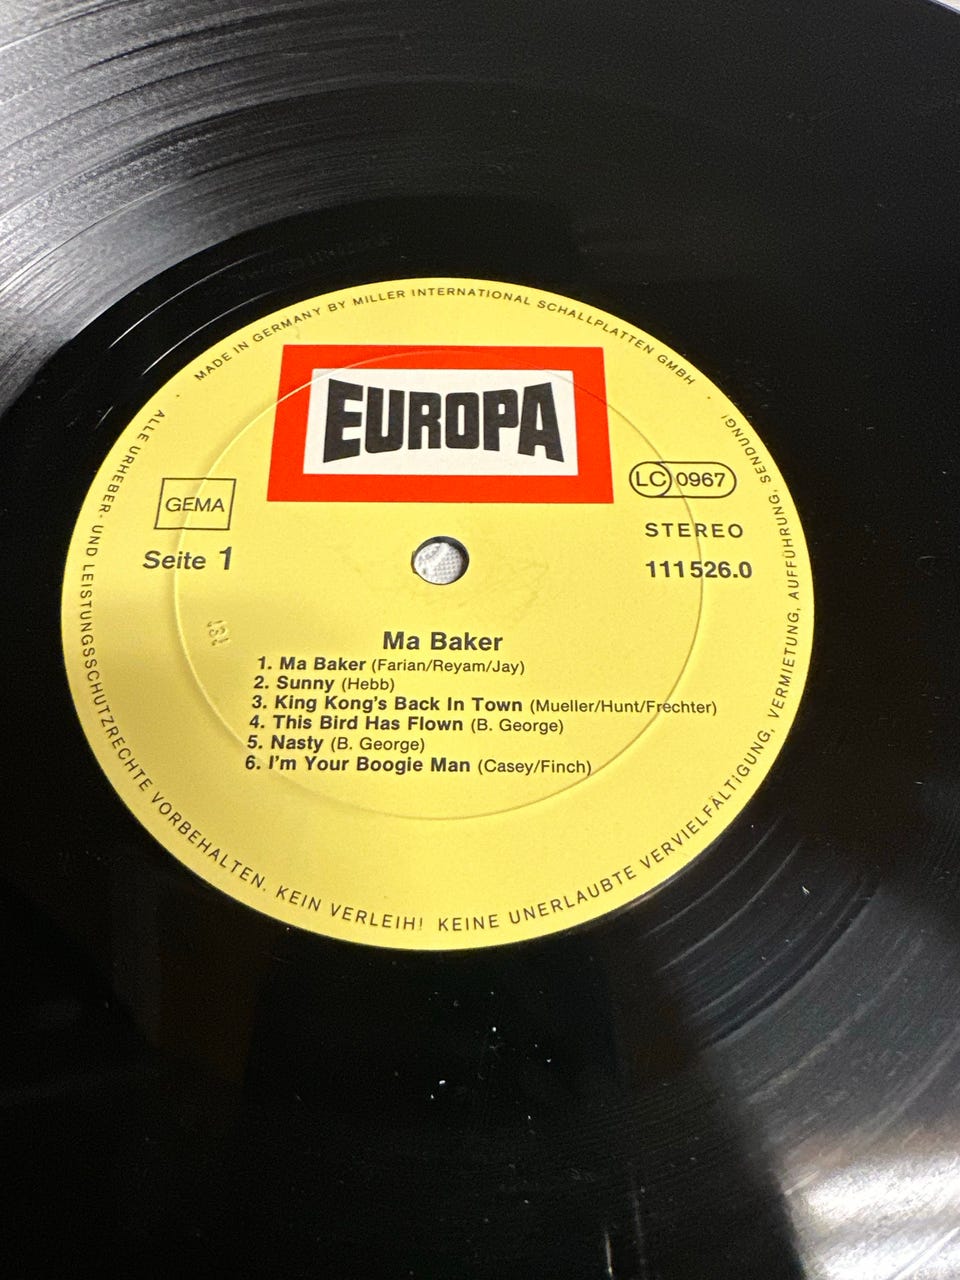 MADE IN GERMANY BY MILLER INTERNATIONAL SCHALLPLATTEN GMBH
EUROPA
LC 0967
GEMA
STEREO
Seite 1
111 526.0
Ma Baker
1. Ma Baker (Farian/Reyam/Jay)
2. Sunny (Hebb)
3. King Kong's Back In Town (Mueller/Hunt/Frechter)
4. This Bird Has Flown (B. George)
5. Nasty (B. George)
6. I'm Your Boogie Man (Casey/Finch)
ALLE URHEBER- UND LEISTUNGSSCHUTZRECHTE VORBEHALTEN. KEIN VERLEIH! KEINE UNERLAUBTE VERVIELFÄLTIGUNG, VERMIETUNG, AUFFÜHRUNG, SENDUNG!